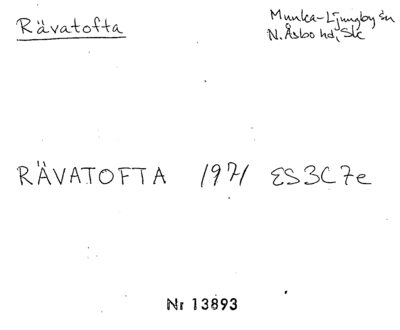 Rävatofta
Munka-Ljungby sn
N. Åsbo hd, Sk
RÄVATOFTA 1971 ES3C7e
Nr 13893